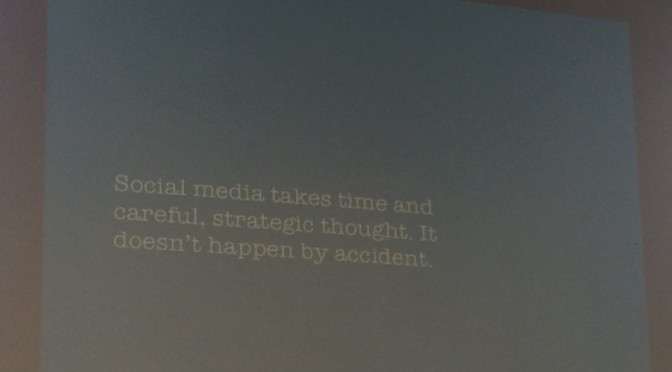 Social media takes time and
careful, strategic thought. It
doesn't happen by accident.